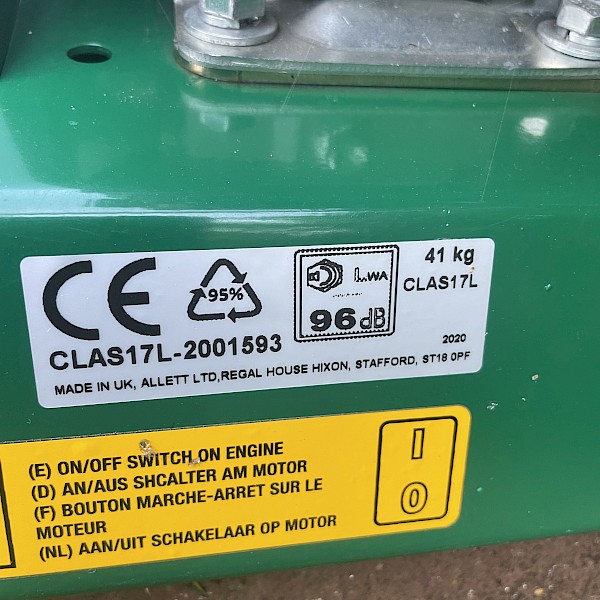 CE
95%
LWA
96dB
41 kg
CLAS17L
CLAS17L-2001593
2020
MADE IN UK, ALLETT LTD,REGAL HOUSE HIXON, STAFFORD, ST18 0PF
(E) ON/OFF SWITCH ON ENGINE
(D) AN/AUS SHCALTER AM MOTOR
(F) BOUTON MARCHE-ARRET SUR LE
MOTEUR
(NL) AAN/UIT SCHAKELAAR OP MOTOR
I
0